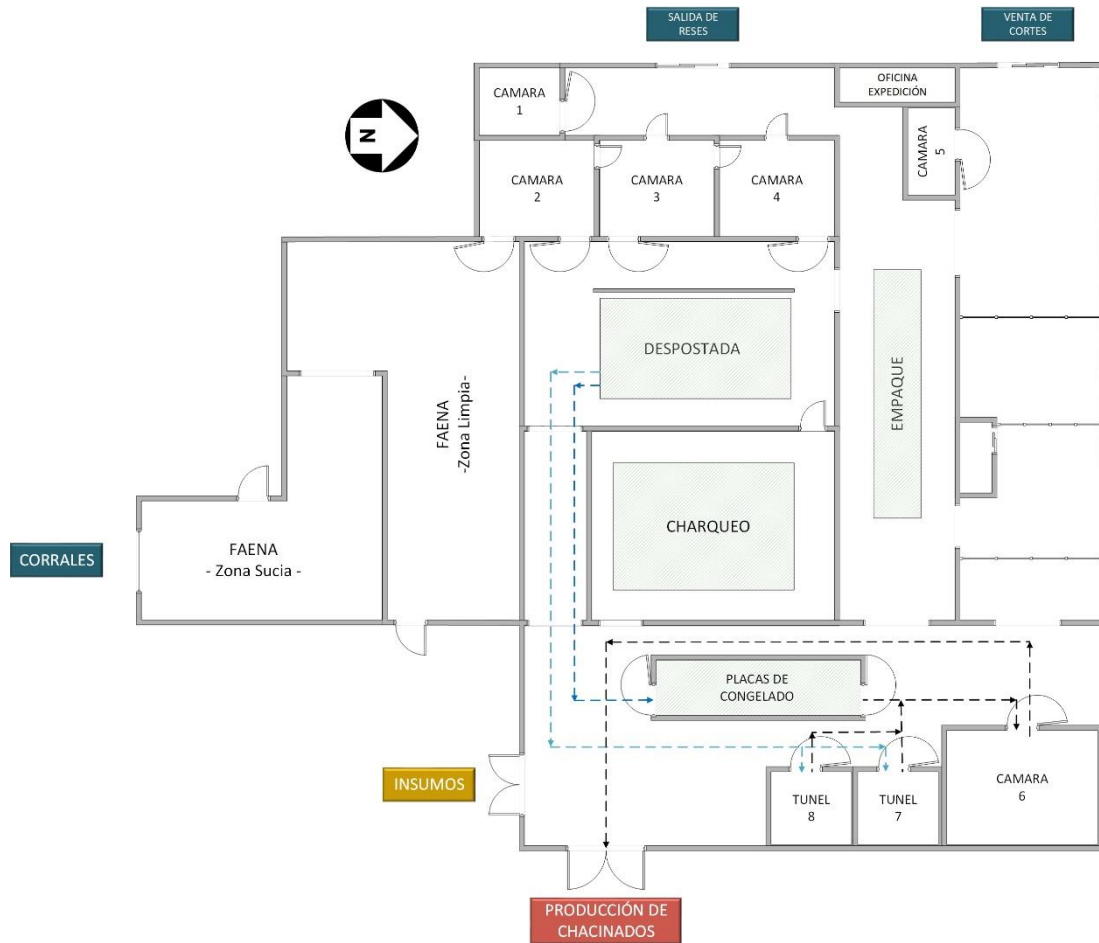 SALIDA DE
RESES
VENTA DE
CORTES
OFICINA
EXPEDICIÓN
CAMARA
1
N
CAMARA
5
CAMARA
2
CAMARA
3
CAMARA
4
DESPOSTADA
EMPAQUE
FAENA
-Zona Limpia-
CHARQUEO
CORRALES
FAENA
- Zona Sucia -
PLACAS DE
CONGELADO
INSUMOS
TUNEL
8
TUNEL
7
CAMARA
6
PRODUCCIÓN DE
CHACINADOS